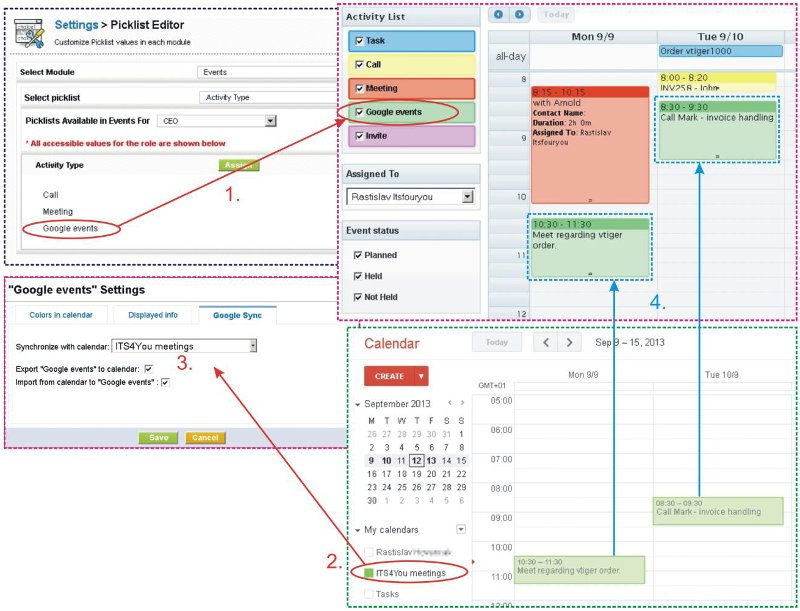 Settings > Picklist Editor
Customize Picklist values in each module
Select Module Events
Select picklist Activity Type
Picklists Available in Events For CEO
* All accessible values for the role are shown below
Activity Type
Call
Meeting
Google events
1.
Activity List
Task
Call
Meeting
Google events
Invite
Assigned To
Rastislav Itsfouryou
Event status
Planned
Held
Not Held
Today
Mon 9/9 Tue 9/10
all-day Order vtiger1000
8
9
10
11
12
8:15 - 10:15
with Arnold
Contact Name:
Duration: 2h 0m
Assigned To: Rastislav
Itsfouryou
10:30 - 11:30
Meet regarding vtiger
order.
8:00 - 8:20
INV258 - John
8:30 - 9:30
Call Mark - invoice handling
4.
"Google events" Settings
Colors in calendar Displayed info Google Sync
Synchronize with calendar: ITS4You meetings
3.
Export "Google events" to calendar:
Import from calendar to "Google events" :
Save Cancel
Calendar Today Sep 9 – 15, 2013
CREATE
September 2013
M T W T F S S
26 27 28 29 30 31 1
2 3 4 5 6 7 8
9 10 11 12 13 14 15
16 17 18 19 20 21 22
23 24 25 26 27 28 29
30 1 2 3 4 5 6
My calendars
Rastislav
2.
ITS4You meetings
Tasks
Mon 9/9 Tue 10/9
GMT+01
05:00
06:00
07:00
08:00
09:00
10:00
11:00
12:00
08:30 – 09:30
Call Mark - invoice handling
10:30 – 11:30
Meet regarding vtiger order.